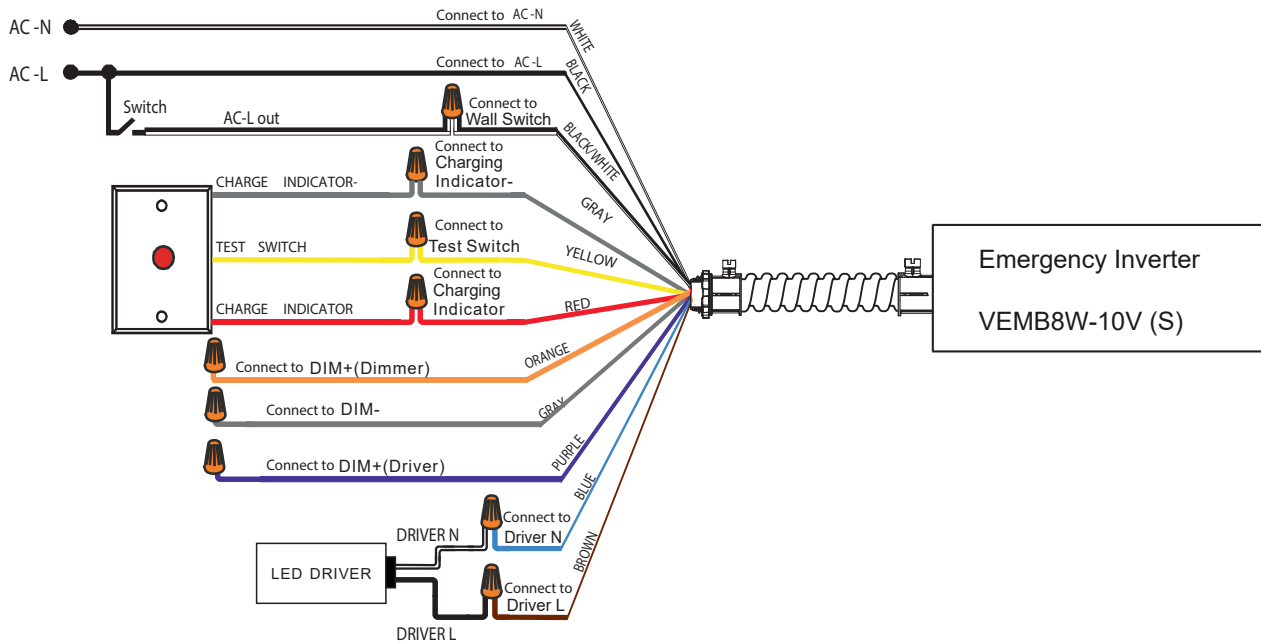 AC-N
Connect to AC-N
WHITE
AC-L
Connect to AC-L
BLACK
Switch
AC-L out
Connect to
Wall Switch
BLACK/WHITE
CHARGE INDICATOR-
Connect to
Charging
Indicator-
GRAY
TEST SWITCH
Connect to
Test Switch
YELLOW
CHARGE INDICATOR
Connect to
Charging
Indicator
RED
Emergency Inverter
VEMB8W-10V (S)
Connect to DIM+(Dimmer)
ORANGE
Connect to DIM-
GRAY
Connect to DIM+(Driver)
PURPLE
LED DRIVER
DRIVER N
Connect to
Driver N
BLUE
DRIVER L
Connect to
Driver L
BROWN